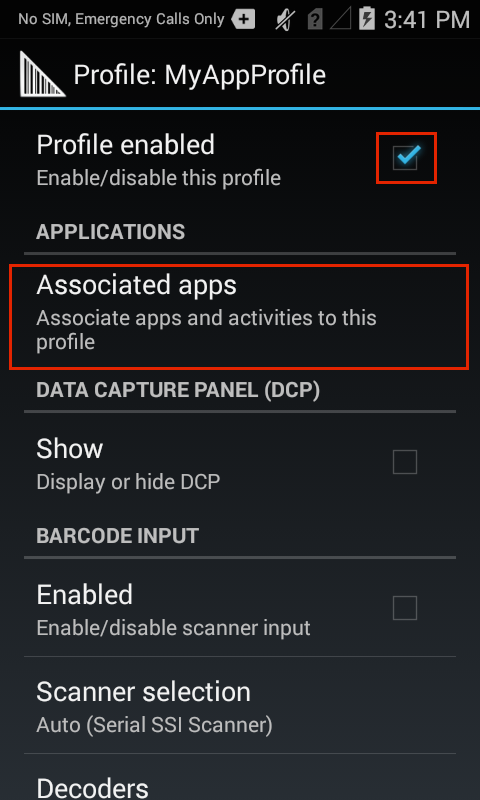 No SIM, Emergency Calls Only 3:41 PM
Profile: MyAppProfile
Profile enabled
Enable/disable this profile
APPLICATIONS
Associated apps
Associate apps and activities to this
profile
DATA CAPTURE PANEL (DCP)
Show
Display or hide DCP
BARCODE INPUT
Enabled
Enable/disable scanner input
Scanner selection
Auto (Serial SSI Scanner)
Decoders